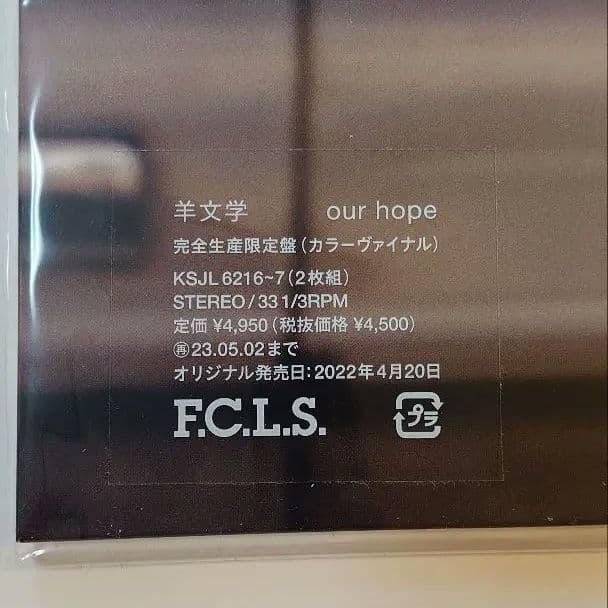 羊文学 our hope
完全生産限定盤(カラーヴァイナル)
KSJL 6216~7(2枚組)
STEREO/33 1/3RPM
定価 ¥4,950(税抜価格 ¥4,500)
㊢23.05.02まで
オリジナル発売日:2022年4月20日
F.C.L.S. プラ